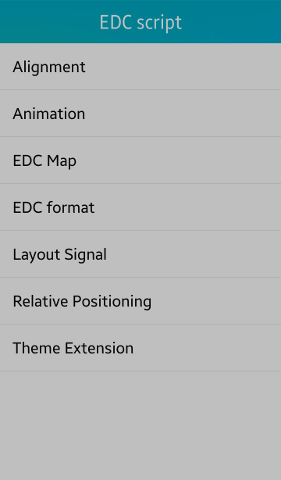 EDC script
Alignment
Animation
EDC Map
EDC format
Layout Signal
Relative Positioning
Theme Extension